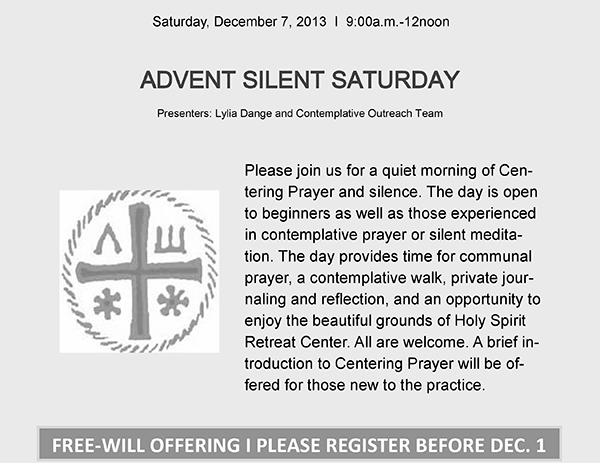 Saturday, December 7, 2013 I 9:00a.m.-12noon
ADVENT SILENT SATURDAY
Presenters: Lylia Dange and Contemplative Outreach Team
Please join us for a quiet morning of Cen-
tering Prayer and silence. The day is open
to beginners as well as those experienced
in contemplative prayer or silent medita-
tion. The day provides time for communal
prayer, a contemplative walk, private jour-
naling and reflection, and an opportunity to
enjoy the beautiful grounds of Holy Spirit
Retreat Center. All are welcome. A brief in-
troduction to Centering Prayer will be of-
fered for those new to the practice.
Λ Ш
FREE-WILL OFFERING I PLEASE REGISTER BEFORE DEC. 1